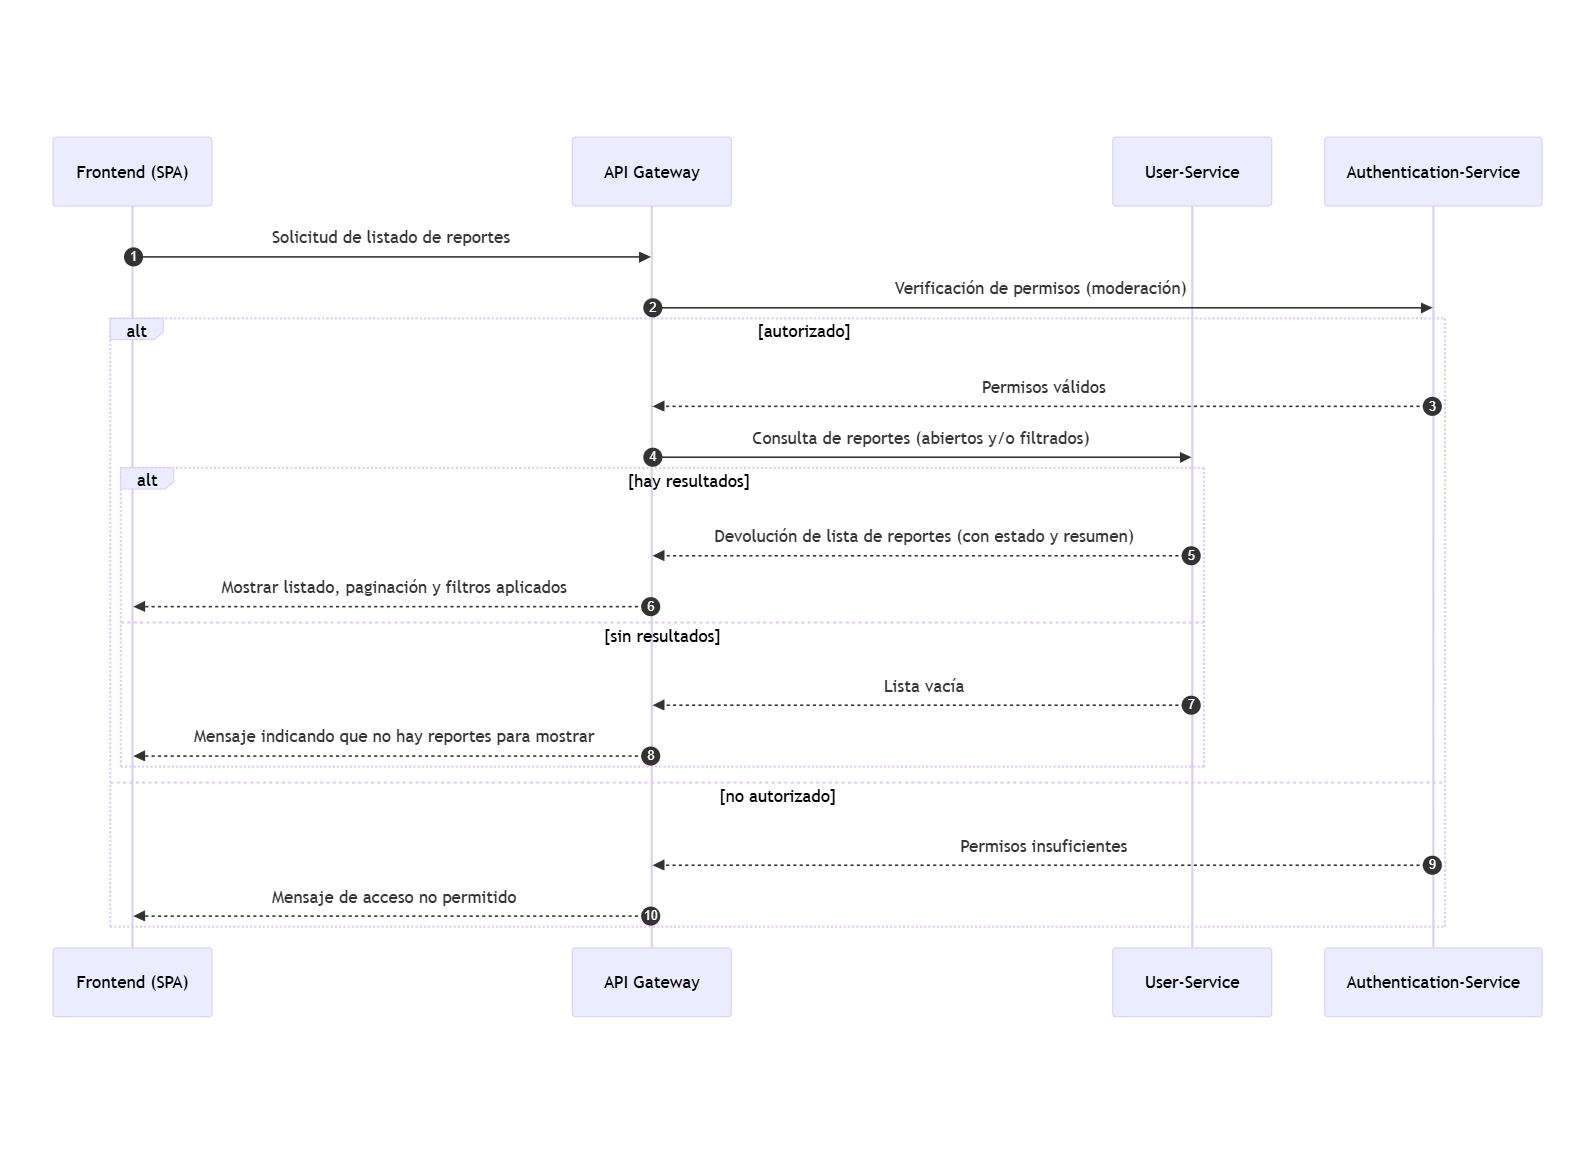 Frontend (SPA)
API Gateway
User-Service
Authentication-Service
Solicitud de listado de reportes
1
Verificación de permisos (moderación)
2
alt
[autorizado]
Permisos válidos
3
Consulta de reportes (abiertos y/o filtrados)
4
alt
[hay resultados]
Devolución de lista de reportes (con estado y resumen)
5
Mostrar listado, paginación y filtros aplicados
6
[sin resultados]
Lista vacía
7
Mensaje indicando que no hay reportes para mostrar
8
[no autorizado]
Permisos insuficientes
9
Mensaje de acceso no permitido
10
Frontend (SPA)
API Gateway
User-Service
Authentication-Service